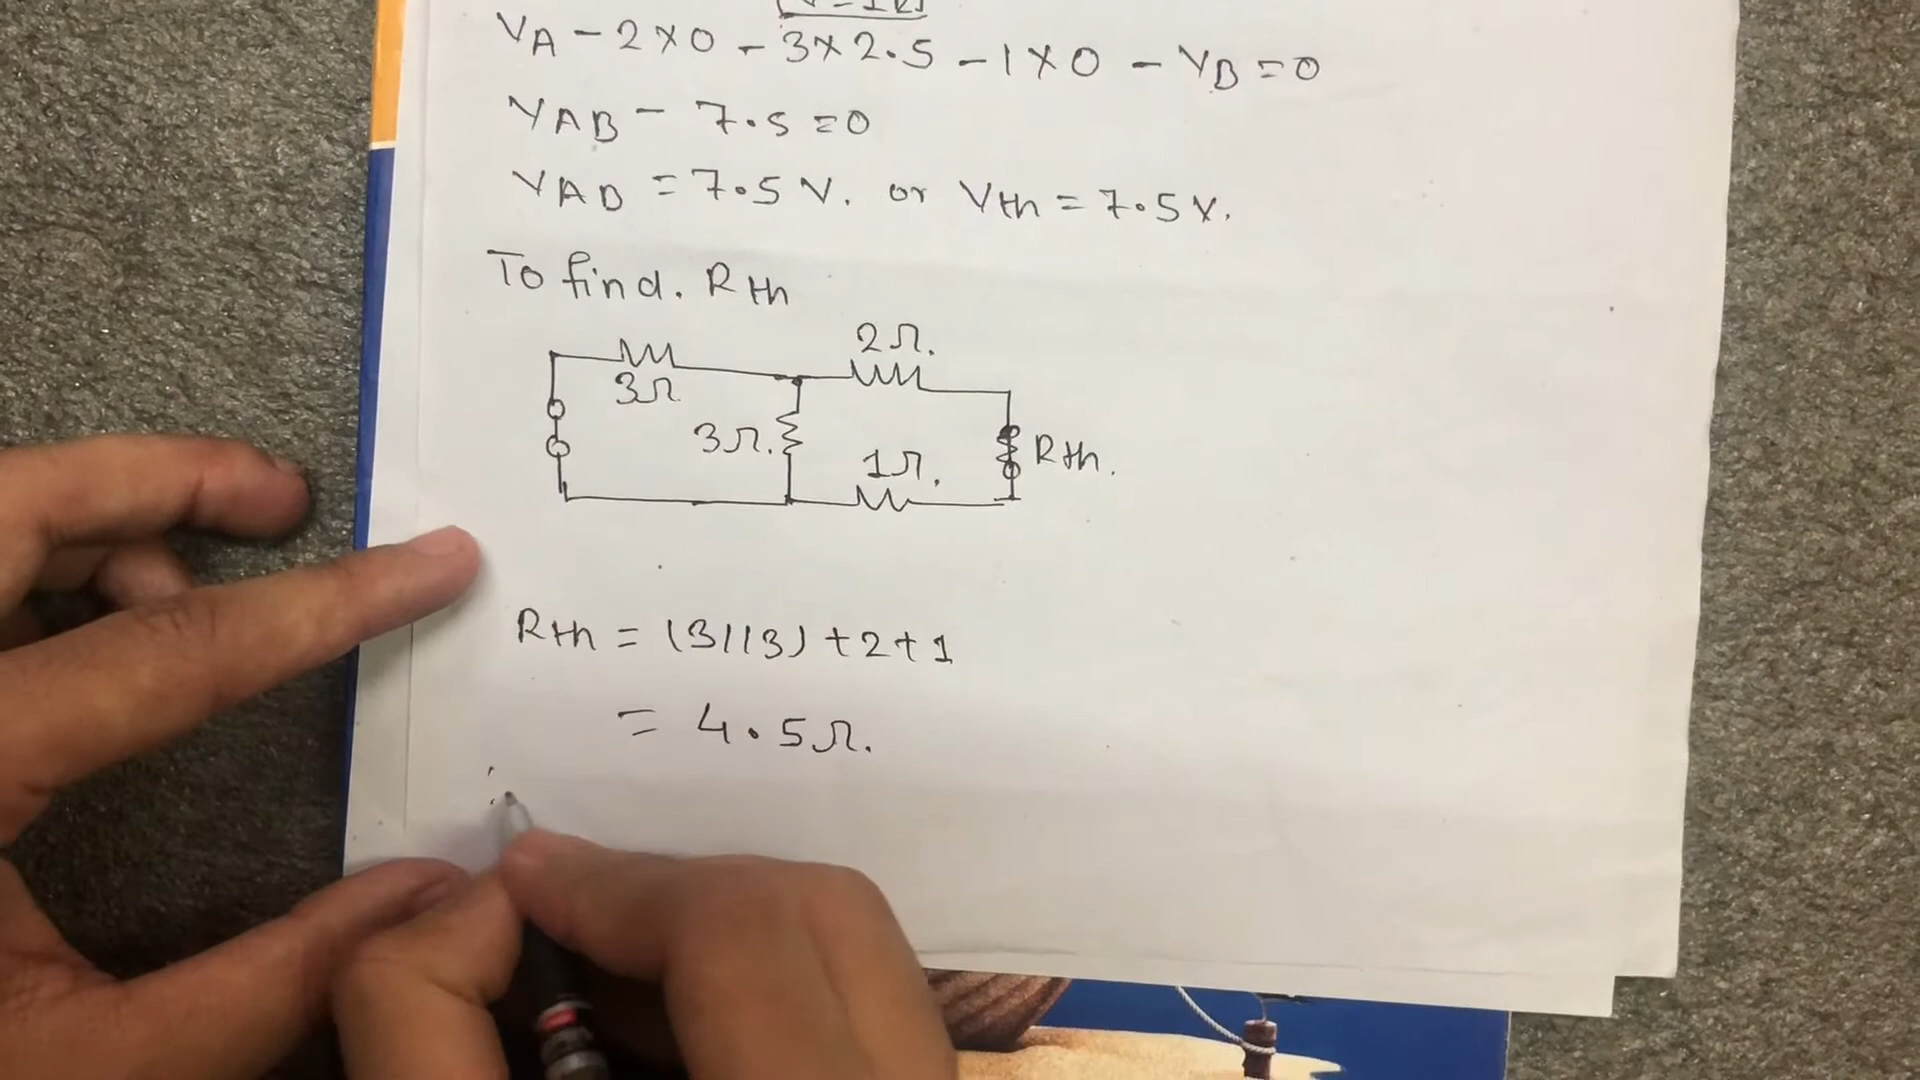 VA - 2×0 - 3×2.5 - 1×0 - VB = 0
VAB - 7.5 = 0
VAB = 7.5 V. or Vth = 7.5 V.
To find. Rth
2Ω.
3Ω
3Ω.
1Ω.
Rth.
Rth = (3||3) + 2 + 1
= 4.5Ω.